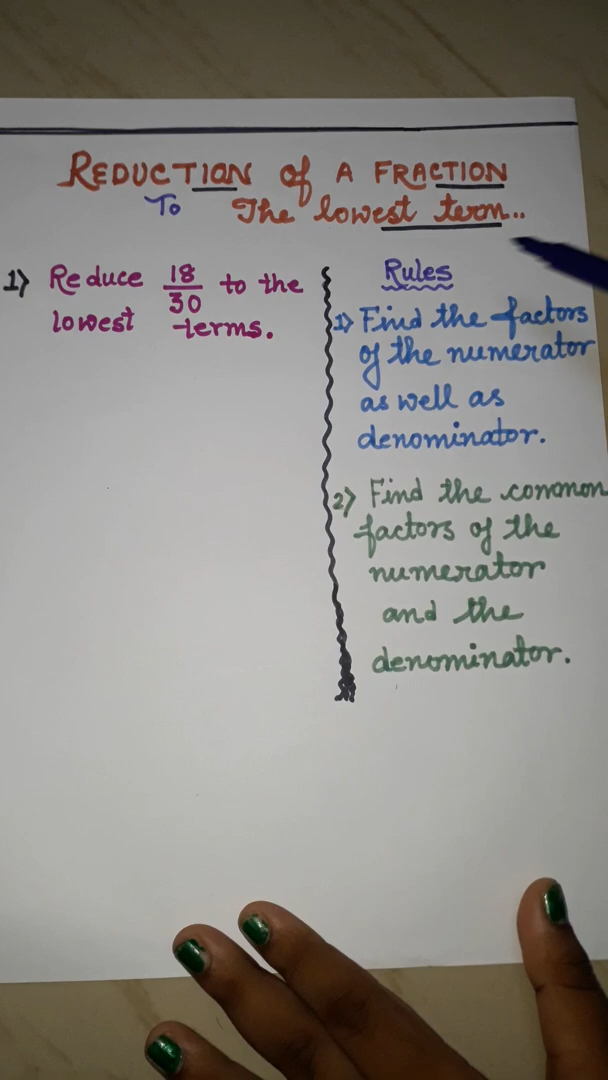 REDUCTION of A FRACTION
To The lowest term..
1) Reduce 18/30 to the
lowest terms.
Rules
1) Find the factors
of the numerator
as well as
denominator.
2) Find the common
factors of the
numerator
and the
denominator.